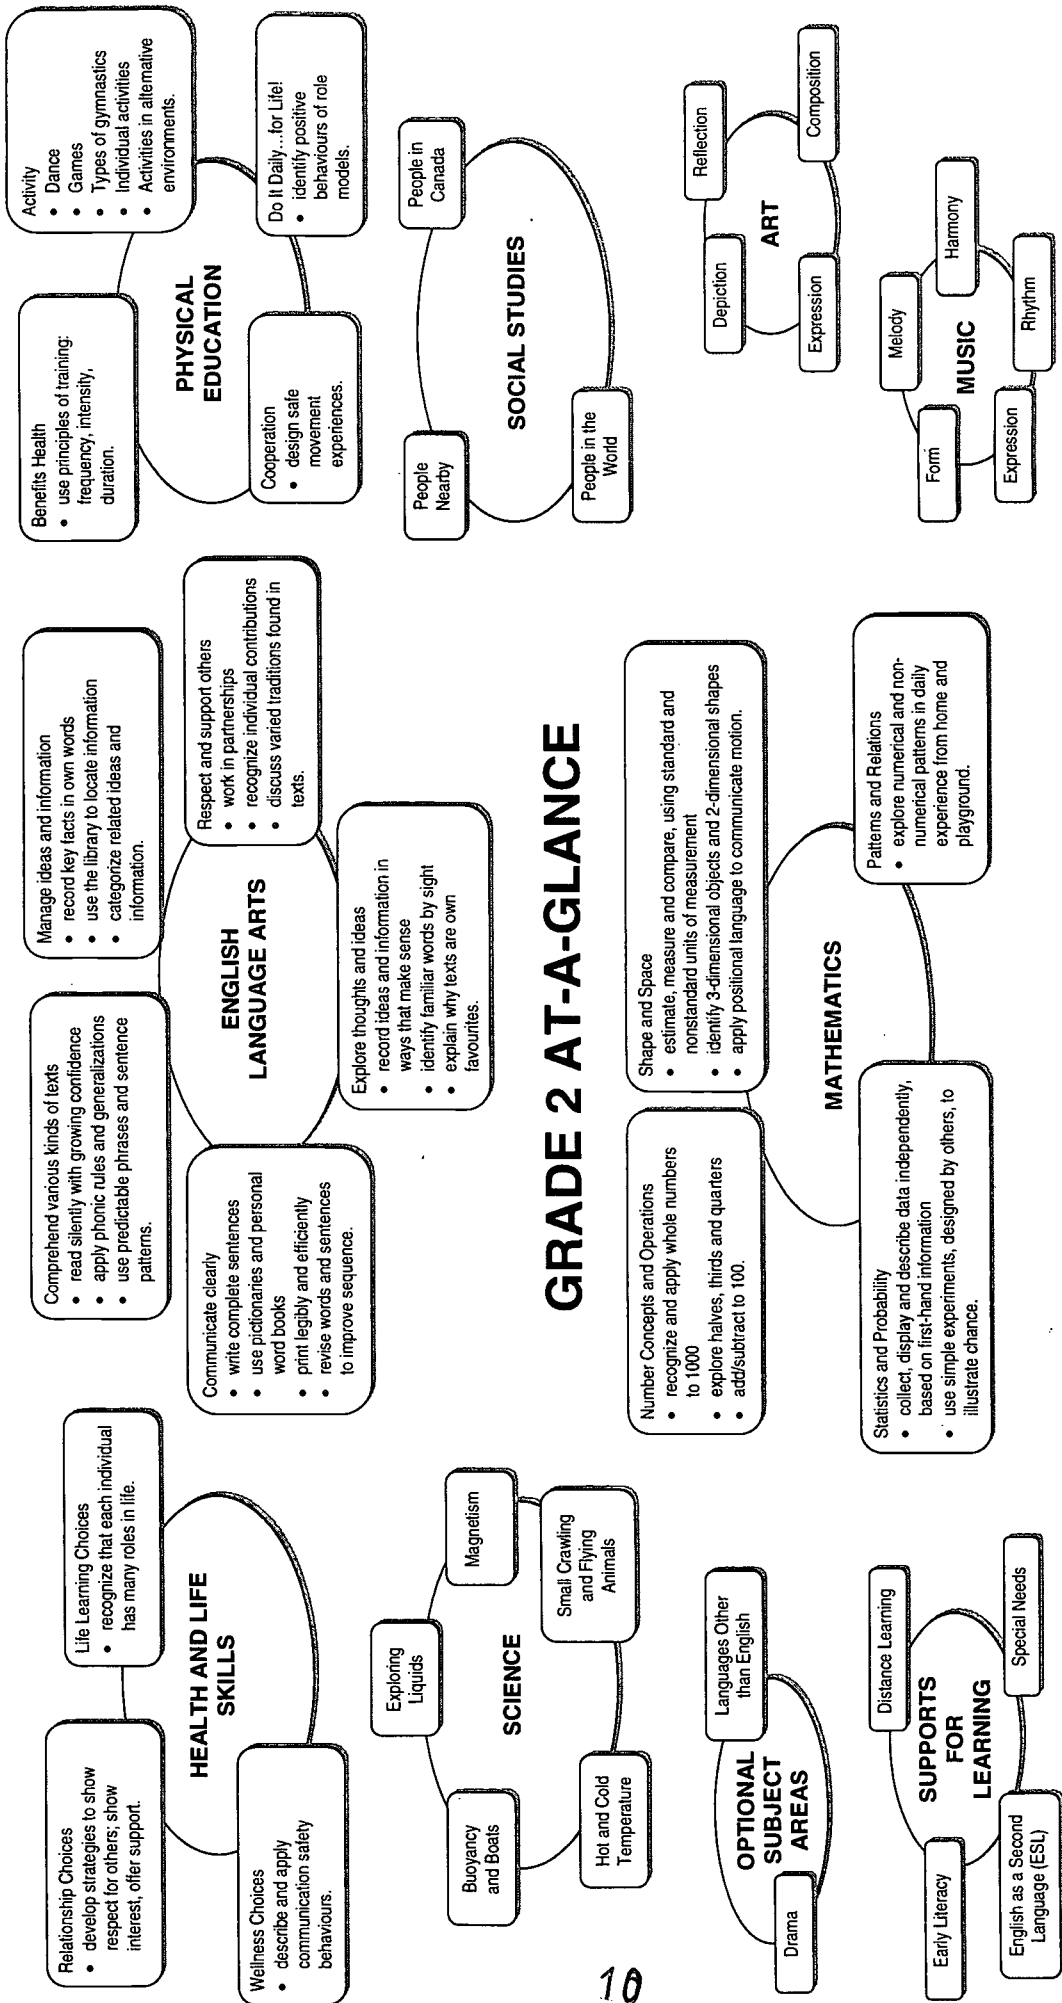 Relationship Choices
• develop strategies to show
respect for others; show
interest, offer support.
Life Learning Choices
• recognize that each individual
has many roles in life.
HEALTH AND LIFE
SKILLS
Wellness Choices
• describe and apply
communication safety
behaviours.
Comprehend various kinds of texts
• read silently with growing confidence
• apply phonic rules and generalizations
• use predictable phrases and sentence
patterns.
Manage ideas and information
• record key facts in own words
• use the library to locate information
• categorize related ideas and
information.
ENGLISH
LANGUAGE ARTS
Communicate clearly
• write complete sentences
• use pictionaries and personal
word books
• print legibly and efficiently
• revise words and sentences
to improve sequence.
Respect and support others
• work in partnerships
• recognize individual contributions
• discuss varied traditions found in
texts.
Explore thoughts and ideas
• record ideas and information in
ways that make sense
• identify familiar words by sight
• explain why texts are own
favourites.
Benefits Health
• use principles of training:
frequency, intensity,
duration.
Activity
• Dance
• Games
• Types of gymnastics
• Individual activities
• Activities in alternative
environments.
PHYSICAL
EDUCATION
Cooperation
• design safe
movement
experiences.
Do It Daily...for Life!
• identify positive
behaviours of role
models.
Exploring
Liquids
Buoyancy
and Boats
Magnetism
SCIENCE
Hot and Cold
Temperature
Small Crawling
and Flying
Animals
GRADE 2 AT-A-GLANCE
People
Nearby
People in
Canada
SOCIAL STUDIES
People in the
World
Languages Other
than English
OPTIONAL
SUBJECT
AREAS
Drama
Number Concepts and Operations
• recognize and apply whole numbers
to 1000
• explore halves, thirds and quarters
• add/subtract to 100.
Shape and Space
• estimate, measure and compare, using standard and
nonstandard units of measurement
• identify 3-dimensional objects and 2-dimensional shapes
• apply positional language to communicate motion.
MATHEMATICS
Statistics and Probability
• collect, display and describe data independently,
based on first-hand information
• use simple experiments, designed by others, to
illustrate chance.
Patterns and Relations
• explore numerical and non-
numerical patterns in daily
experience from home and
playground.
Depiction
Reflection
ART
Expression
Composition
Early Literacy
Distance Learning
SUPPORTS
FOR
LEARNING
English as a Second
Language (ESL)
Special Needs
Form
Melody
Harmony
MUSIC
Expression
Rhythm
10